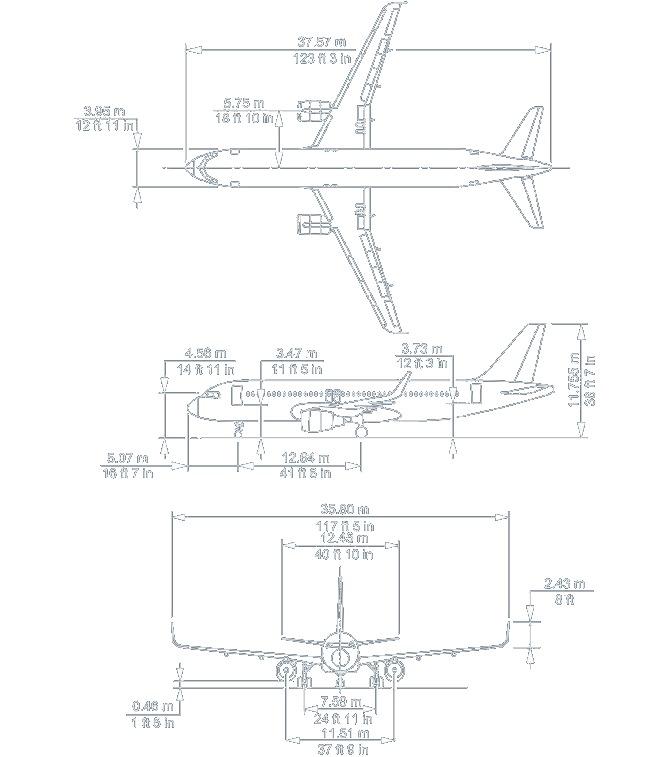 37.57 m
123 ft 3 in
3.95 m
12 ft 11 in
5.75 m
18 ft 10 in
4.56 m
14 ft 11 in
3.47 m
11 ft 5 in
3.73 m
12 ft 3 in
11.755 m
38 ft 7 in
5.07 m
16 ft 7 in
12.64 m
41 ft 5 in
35.80 m
117 ft 5 in
12.45 m
40 ft 10 in
2.43 m
8 ft
0.46 m
1 ft 5 in
7.59 m
24 ft 11 in
11.51 m
37 ft 9 in